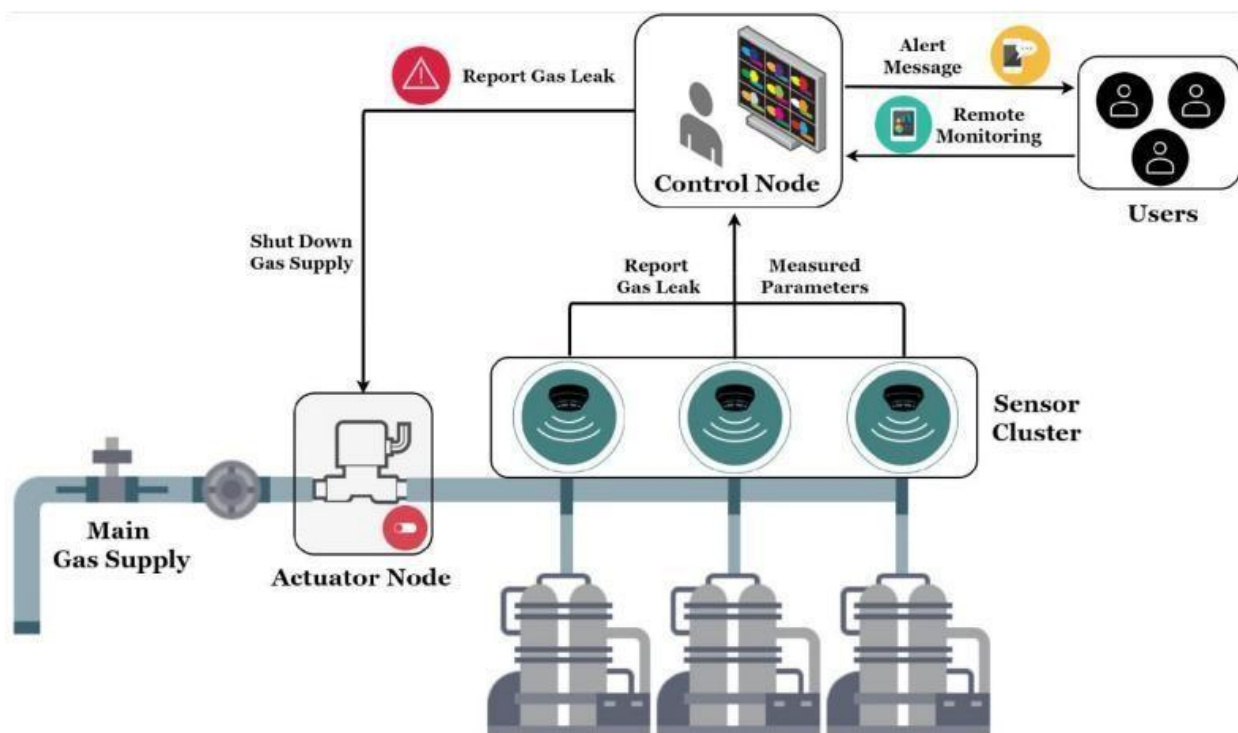 Report Gas Leak
Alert
Message
Remote
Monitoring
Control Node
Users
Shut Down
Gas Supply
Report
Gas Leak
Measured
Parameters
Sensor
Cluster
Main
Gas Supply
Actuator Node